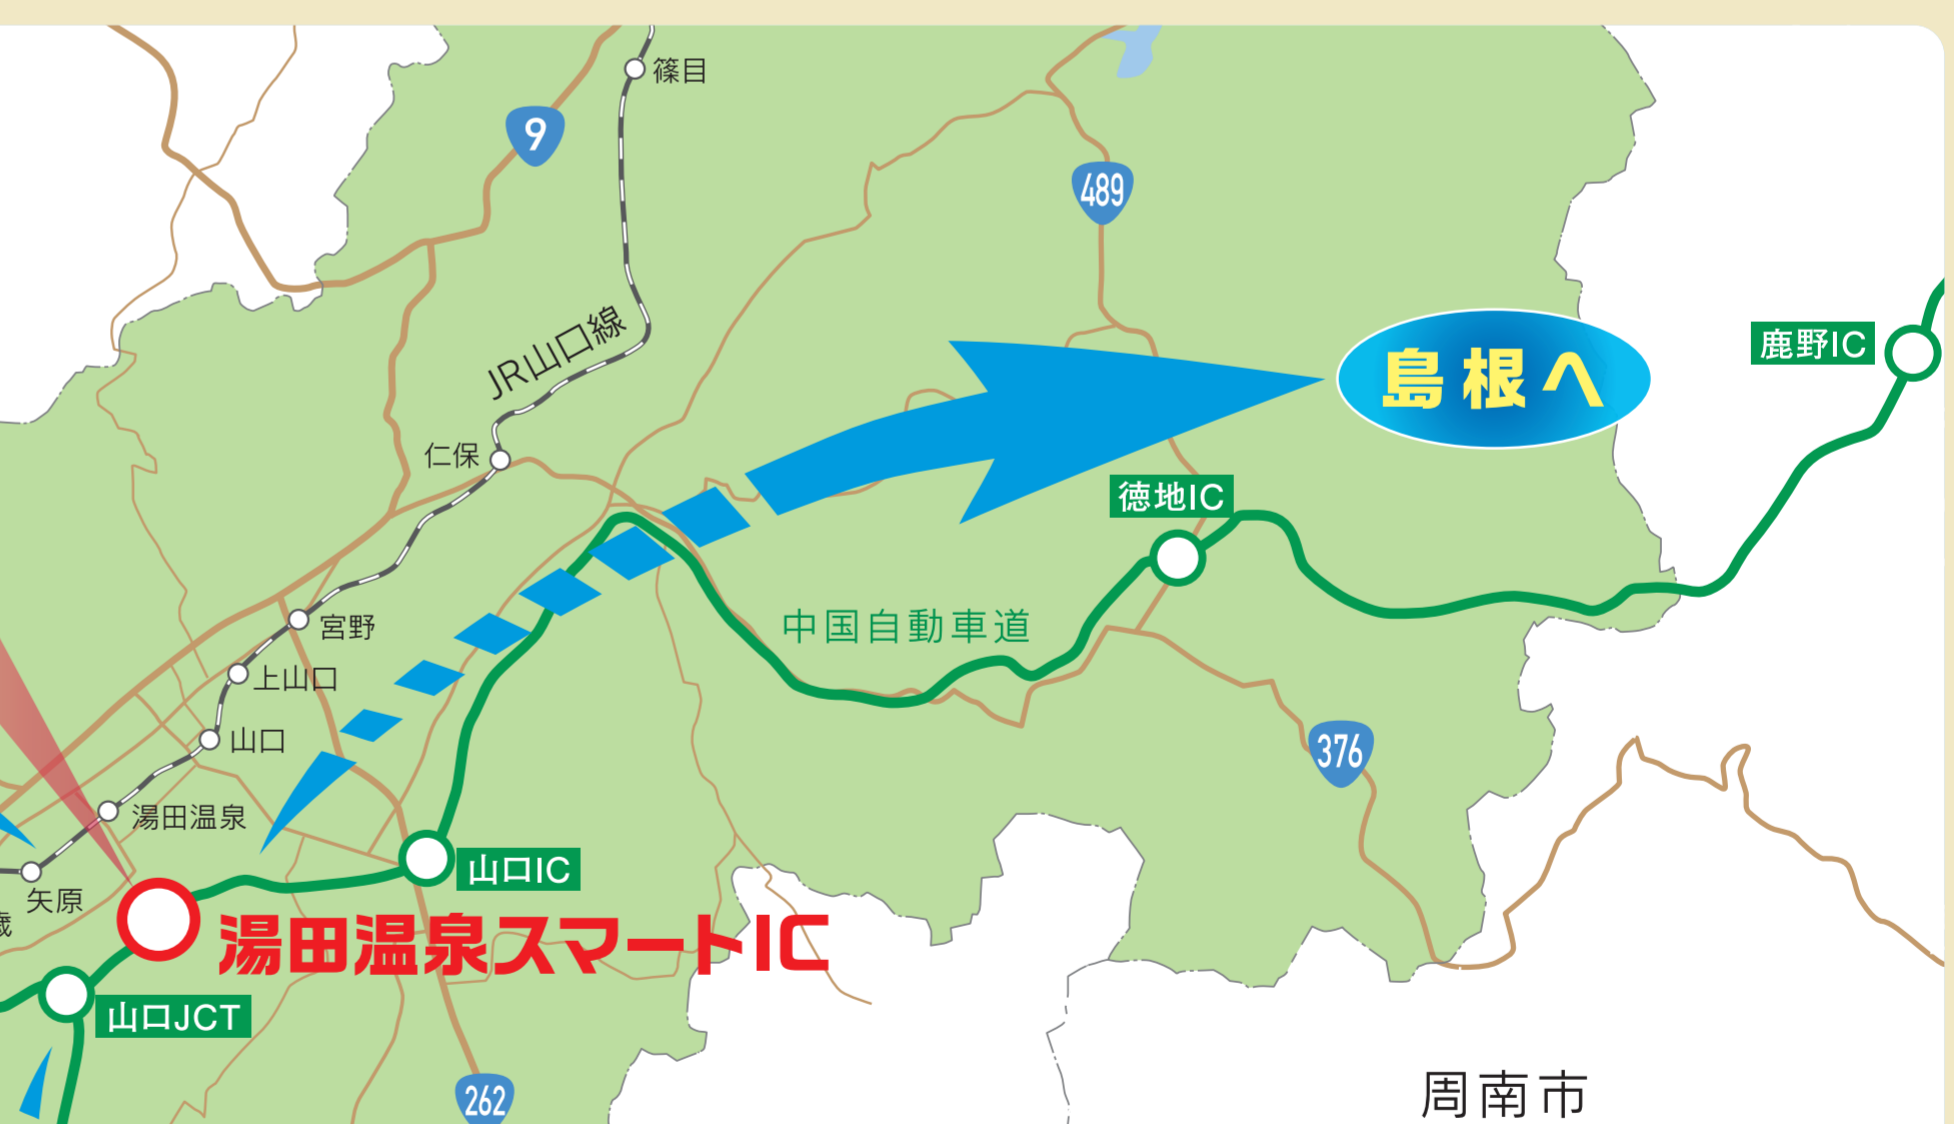 篠目
9
489
JR山口線
島根へ
鹿野IC
仁保
徳地IC
中国自動車道
宮野
上山口
山口
376
湯田温泉
山口IC
矢原
湯田温泉スマートIC
山口JCT
262
周南市